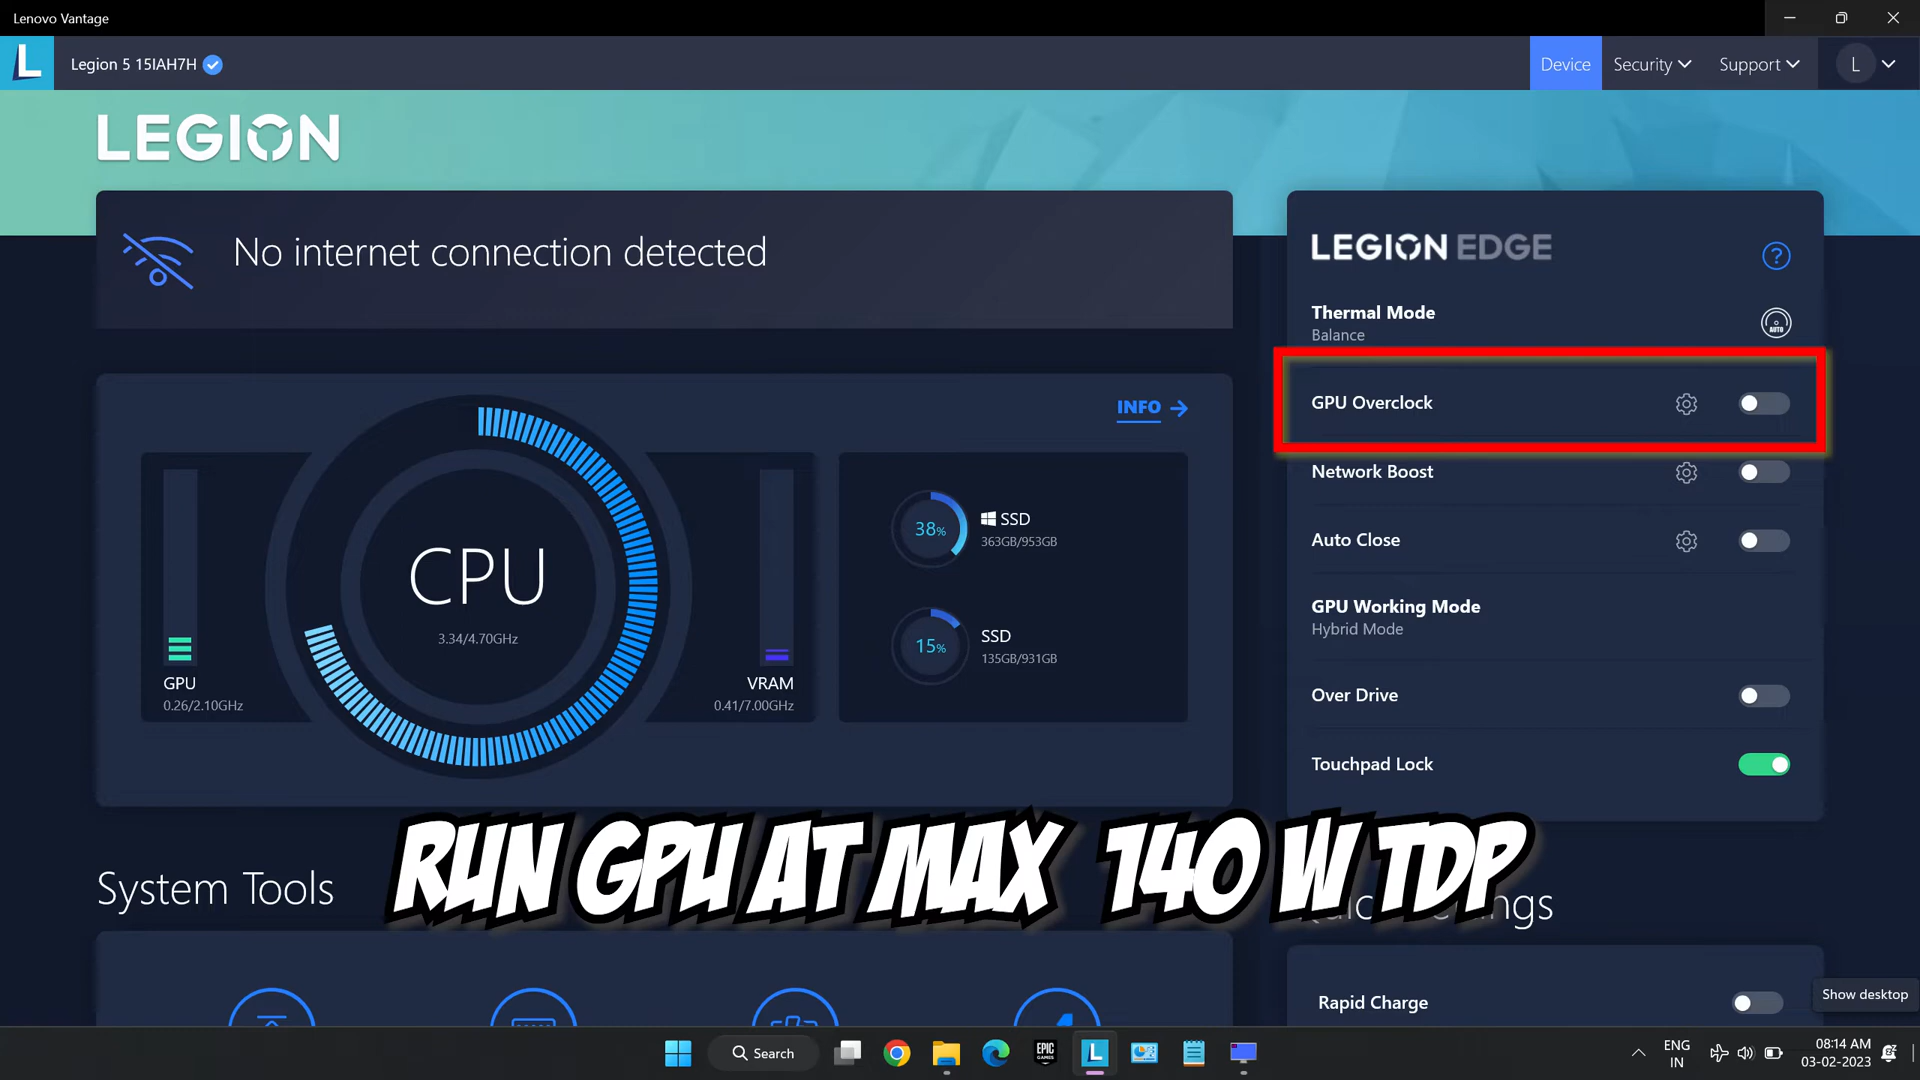 Lenovo Vantage
L
Legion 5 15IAH7H
Device
Security
Support
L
LEGION
No internet connection detected
LEGION EDGE
?
Thermal Mode
Balance
AUTO
GPU Overclock
Network Boost
Auto Close
GPU Working Mode
Hybrid Mode
Over Drive
Touchpad Lock
INFO
CPU
3.34/4.70GHz
GPU
0.26/2.10GHz
VRAM
0.41/7.00GHz
38%
SSD
363GB/953GB
15%
SSD
135GB/931GB
RUN GPU AT MAX 140 W TDP
System Tools
Rapid Charge
Show desktop
Search
EPIC
GAMES
L
ENG
IN
08:14 AM
03-02-2023